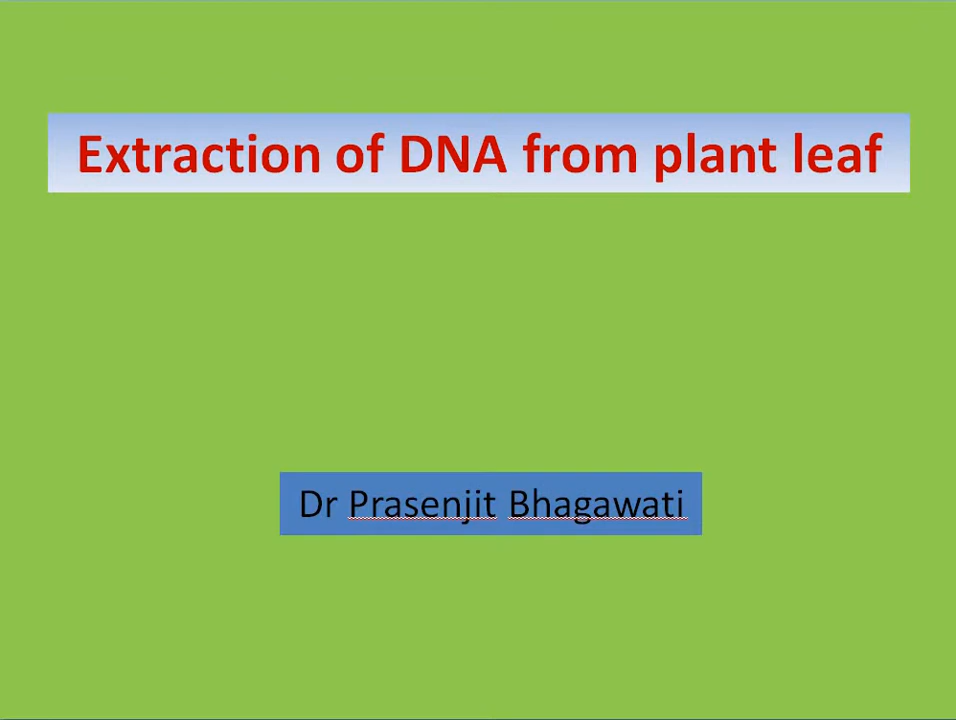 Extraction of DNA from plant leaf
Dr Prasenjit Bhagawati